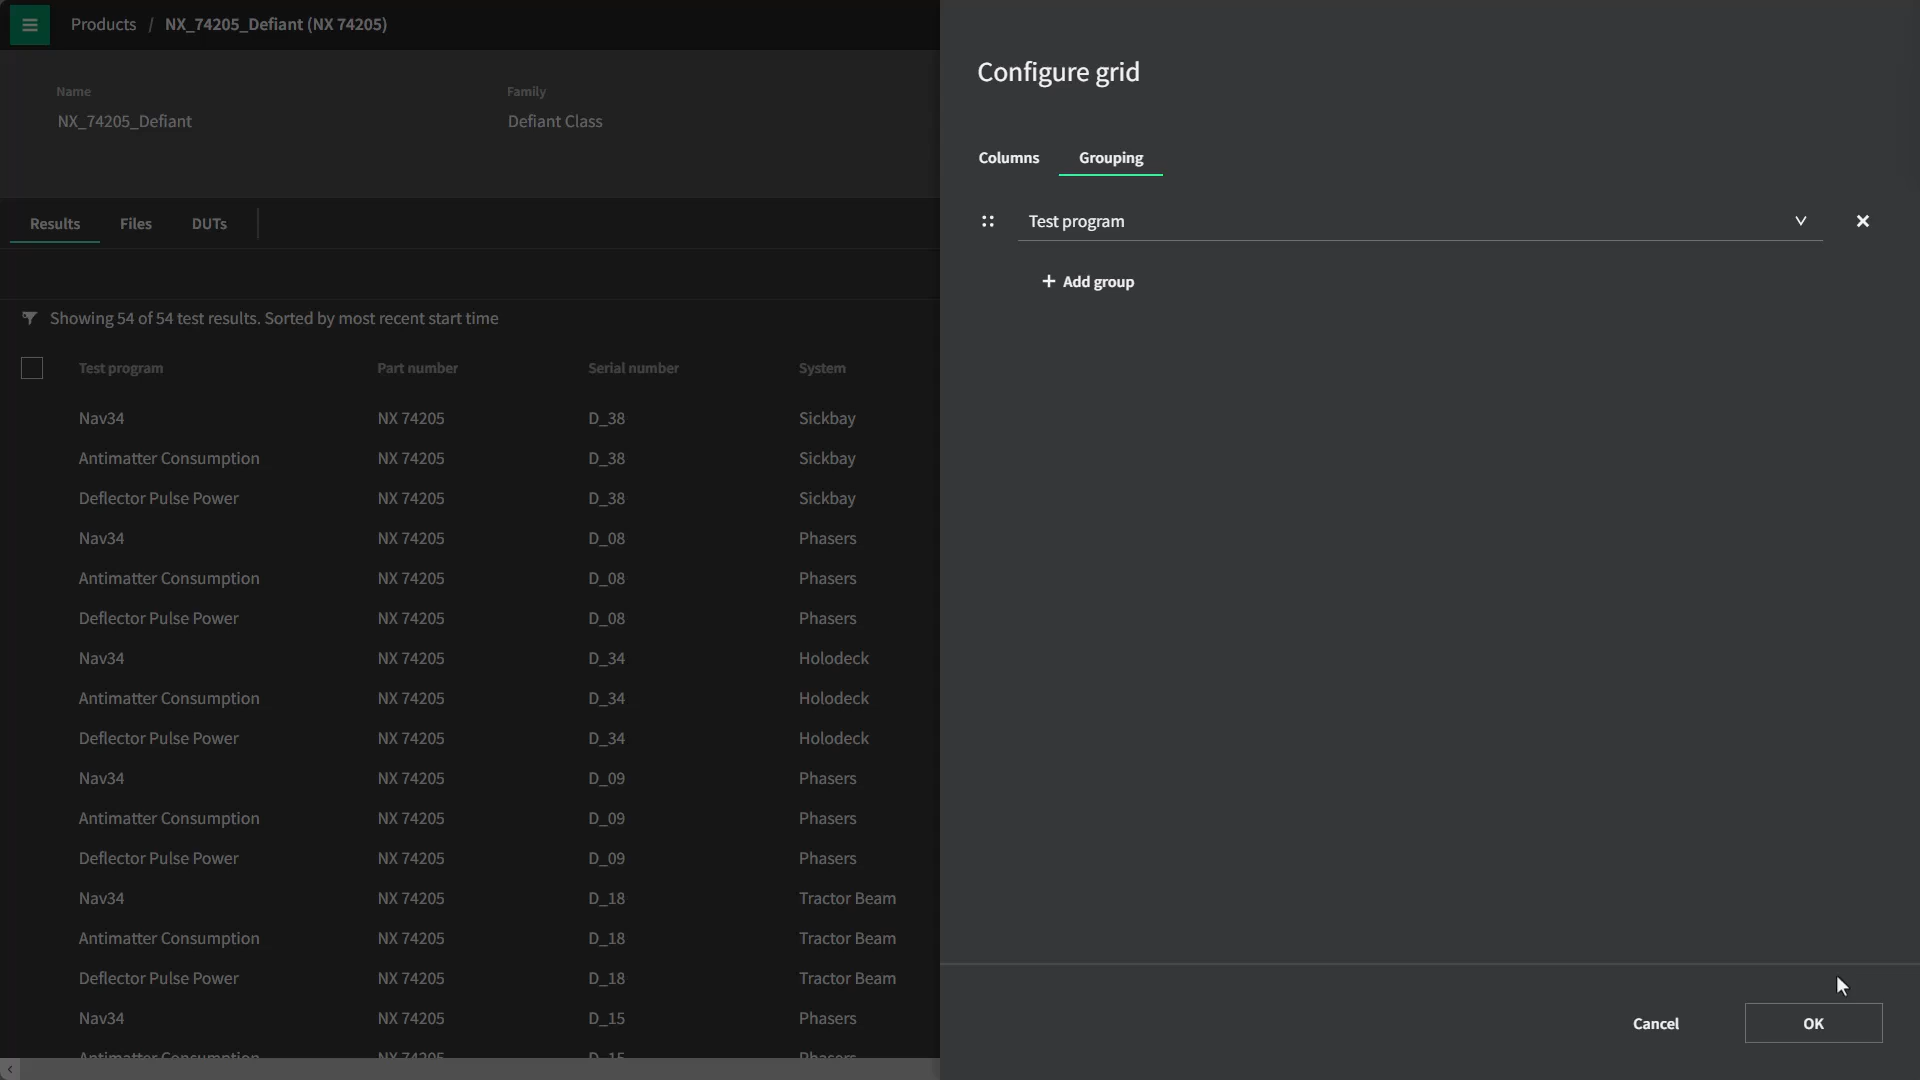 Products / NX_74205_Defiant (NX 74205)
Name Family
NX_74205_Defiant Defiant Class
Results Files DUTs
Showing 54 of 54 test results. Sorted by most recent start time
Test program Part number Serial number System
Nav34 NX 74205 D_38 Sickbay
Antimatter Consumption NX 74205 D_38 Sickbay
Deflector Pulse Power NX 74205 D_38 Sickbay
Nav34 NX 74205 D_08 Phasers
Antimatter Consumption NX 74205 D_08 Phasers
Deflector Pulse Power NX 74205 D_08 Phasers
Nav34 NX 74205 D_34 Holodeck
Antimatter Consumption NX 74205 D_34 Holodeck
Deflector Pulse Power NX 74205 D_34 Holodeck
Nav34 NX 74205 D_09 Phasers
Antimatter Consumption NX 74205 D_09 Phasers
Deflector Pulse Power NX 74205 D_09 Phasers
Nav34 NX 74205 D_18 Tractor Beam
Antimatter Consumption NX 74205 D_18 Tractor Beam
Deflector Pulse Power NX 74205 D_18 Tractor Beam
Nav34 NX 74205 D_15 Phasers
Antimatter Consumption NX 74205 D_15 Phasers
Configure grid
Columns Grouping
Test program
+ Add group
Cancel OK